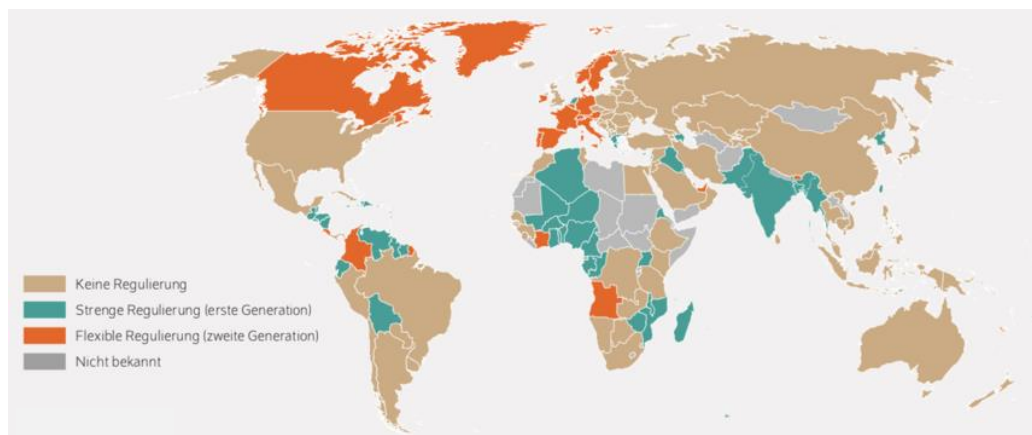 Keine Regulierung
Strenge Regulierung (erste Generation)
Flexible Regulierung (zweite Generation)
Nicht bekannt